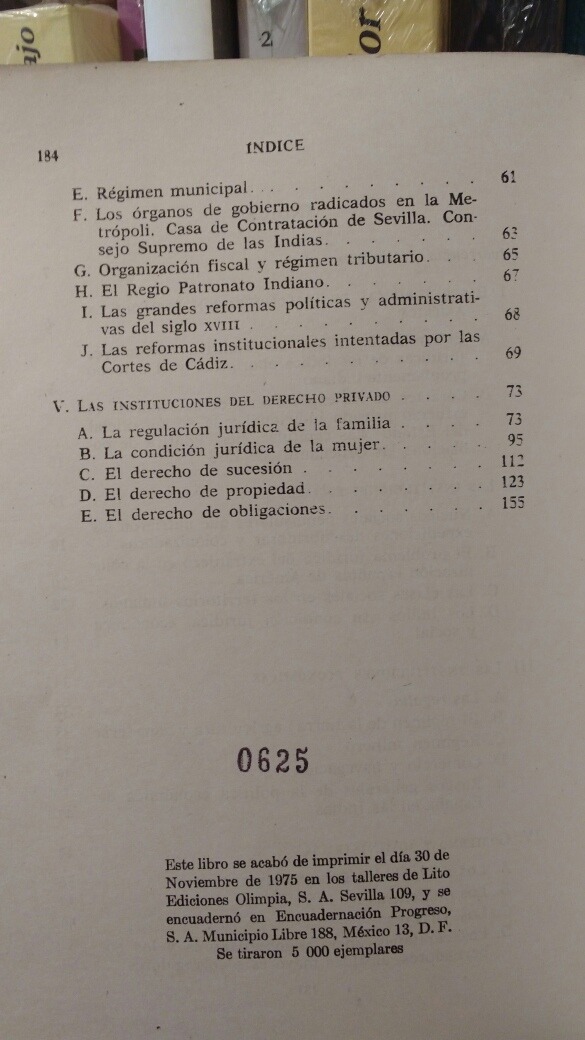 ajo
2
or
184
INDICE
E. Régimen municipal. . . . . . . . . . 61
F. Los órganos de gobierno radicados en la Me-
trópoli. Casa de Contratación de Sevilla. Con-
sejo Supremo de las Indias. . . . . . . 63
G. Organización fiscal y régimen tributario. . . 65
H. El Regio Patronato Indiano. . . . . . . 67
I. Las grandes reformas políticas y administrati-
vas del siglo XVIII . . . . . . . . . . 68
J. Las reformas institucionales intentadas por las
Cortes de Cádiz. . . . . . . . . . . 69
V. LAS INSTITUCIONES DEL DERECHO PRIVADO . . . . 73
A. La regulación jurídica de la familia . . . . 73
B. La condición jurídica de la mujer. . . . . 95
C. El derecho de sucesión . . . . . . . . 112
D. El derecho de propiedad. . . . . . . . 123
E. El derecho de obligaciones. . . . . . . 155
0625
Este libro se acabó de imprimir el día 30 de
Noviembre de 1975 en los talleres de Lito
Ediciones Olimpia, S. A. Sevilla 109, y se
encuadernó en Encuadernación Progreso,
S. A. Municipio Libre 188, México 13, D. F.
Se tiraron 5 000 ejemplares